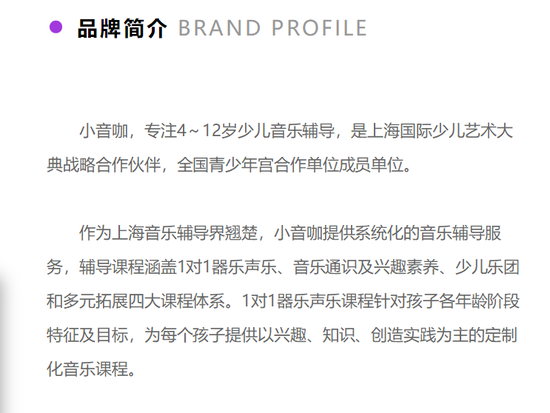 品牌简介 BRAND PROFILE
小音咖，专注4～12岁少儿音乐辅导，是上海国际少儿艺术大
典战略合作伙伴，全国青少年宫合作单位成员单位。
作为上海音乐辅导界翘楚，小音咖提供系统化的音乐辅导服
务，辅导课程涵盖1对1器乐声乐、音乐通识及兴趣素养、少儿乐团
和多元拓展四大课程体系。1对1器乐声乐课程针对孩子各年龄阶段
特征及目标，为每个孩子提供以兴趣、知识、创造实践为主的定制
化音乐课程。